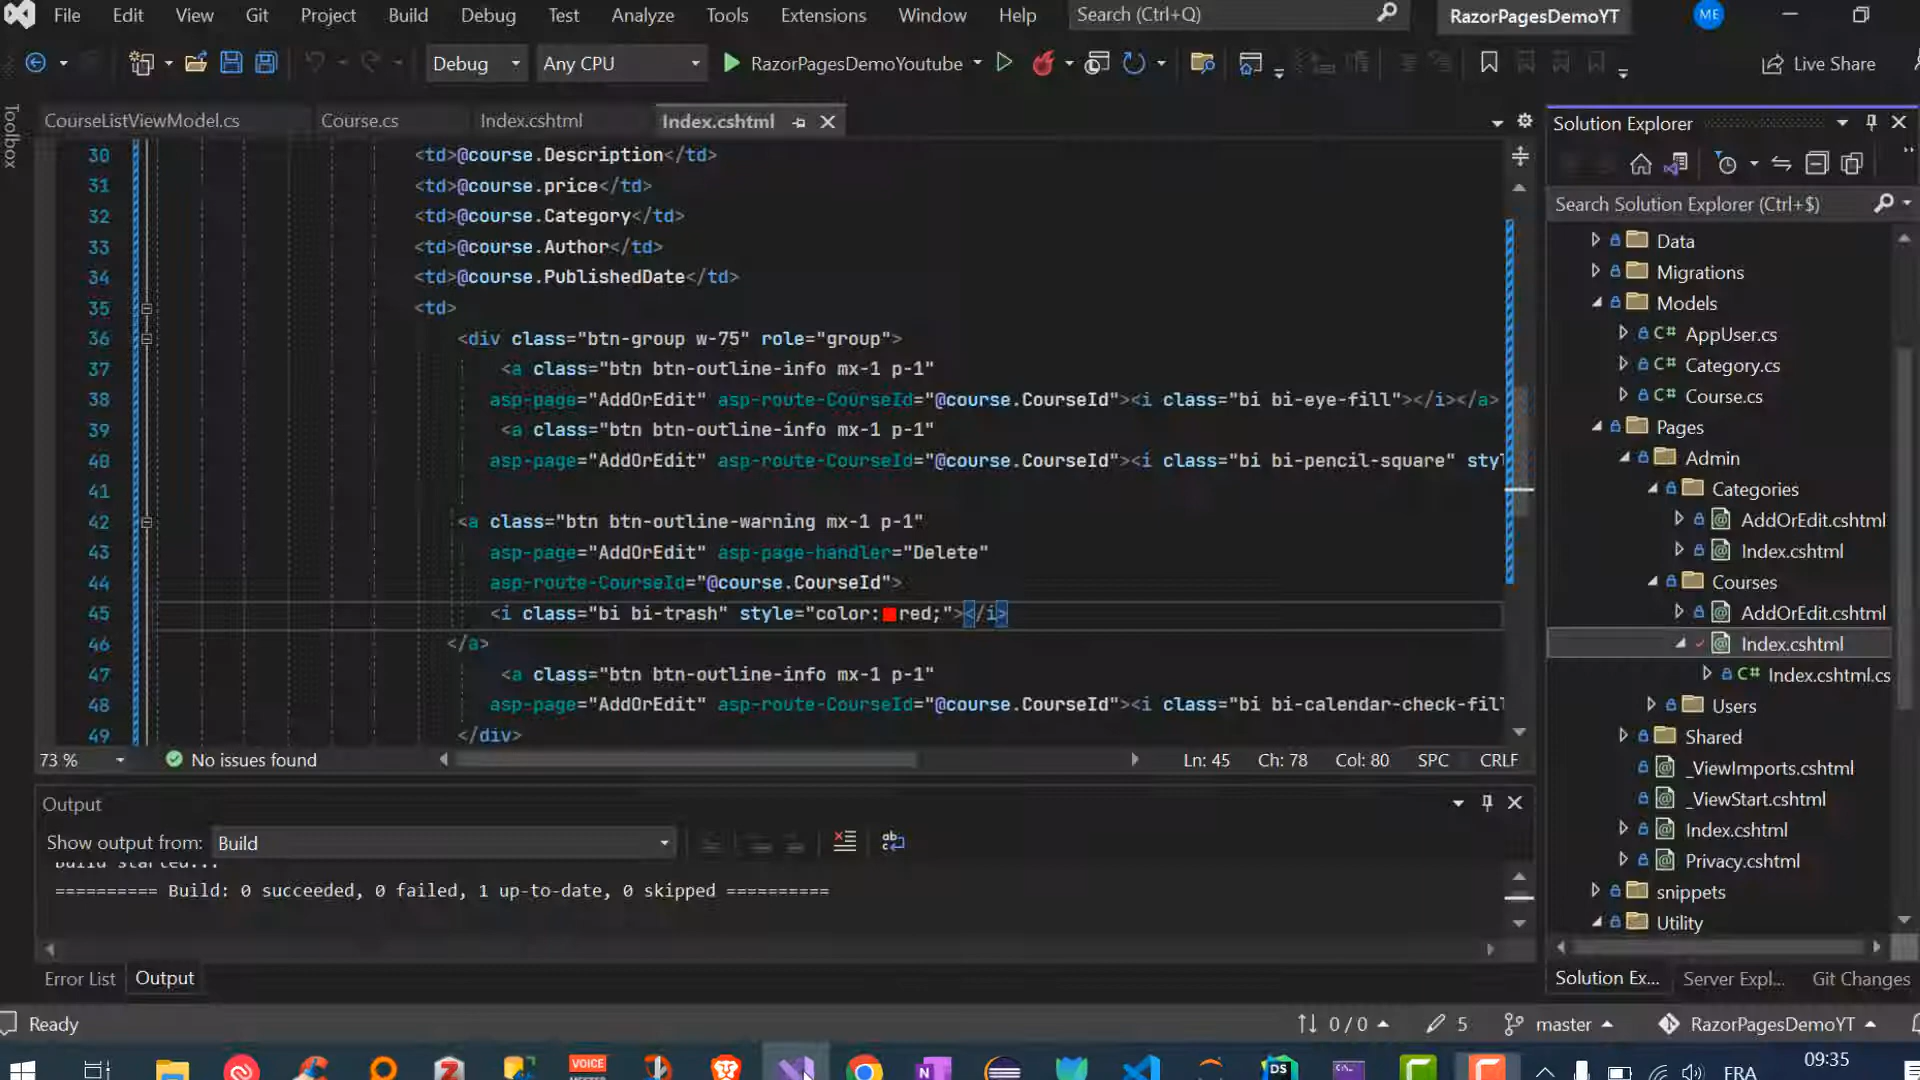 File Edit View Git Project Build Debug Test Analyze Tools Extensions Window Help Search (Ctrl+Q) RazorPagesDemoYT ME
Debug Any CPU RazorPagesDemoYoutube Live Share
Toolbox
CourseListViewModel.cs Course.cs Index.cshtml Index.cshtml
30 <td>@course.Description</td>
31 <td>@course.price</td>
32 <td>@course.Category</td>
33 <td>@course.Author</td>
34 <td>@course.PublishedDate</td>
35 <td>
36 <div class="btn-group w-75" role="group">
37 <a class="btn btn-outline-info mx-1 p-1"
38 asp-page="AddOrEdit" asp-route-CourseId="@course.CourseId"><i class="bi bi-eye-fill"></i></a>
39 <a class="btn btn-outline-info mx-1 p-1"
40 asp-page="AddOrEdit" asp-route-CourseId="@course.CourseId"><i class="bi bi-pencil-square" sty
41
42 <a class="btn btn-outline-warning mx-1 p-1"
43 asp-page="AddOrEdit" asp-page-handler="Delete"
44 asp-route-CourseId="@course.CourseId">
45 <i class="bi bi-trash" style="color:red;"></i>
46 </a>
47 <a class="btn btn-outline-info mx-1 p-1"
48 asp-page="AddOrEdit" asp-route-CourseId="@course.CourseId"><i class="bi bi-calendar-check-fill
49 </div>
73 % No issues found Ln: 45 Ch: 78 Col: 80 SPC CRLF
Output
Show output from: Build
Build started...
========== Build: 0 succeeded, 0 failed, 1 up-to-date, 0 skipped ==========
Error List Output
Solution Explorer
Search Solution Explorer (Ctrl+$)
Data
Migrations
Models
C# AppUser.cs
C# Category.cs
C# Course.cs
Pages
Admin
Categories
AddOrEdit.cshtml
Index.cshtml
Courses
AddOrEdit.cshtml
Index.cshtml
C# Index.cshtml.cs
Users
Shared
_ViewImports.cshtml
_ViewStart.cshtml
Index.cshtml
Privacy.cshtml
snippets
Utility
Solution Ex... Server Expl... Git Changes
Ready 0 / 0 5 master RazorPagesDemoYT
VOICE
N DS FRA 09:35